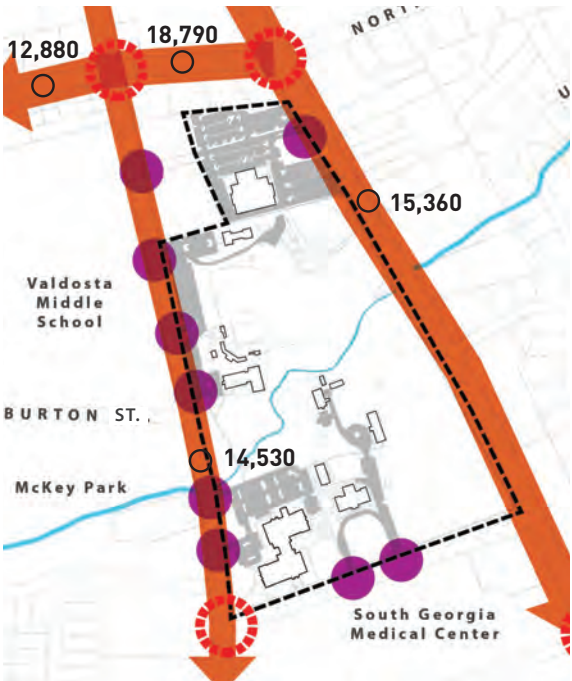 NORT
12,880
18,790
U
15,360
Valdosta
Middle
School
BURTON ST.
14,530
McKey Park
South Georgia
Medical Center